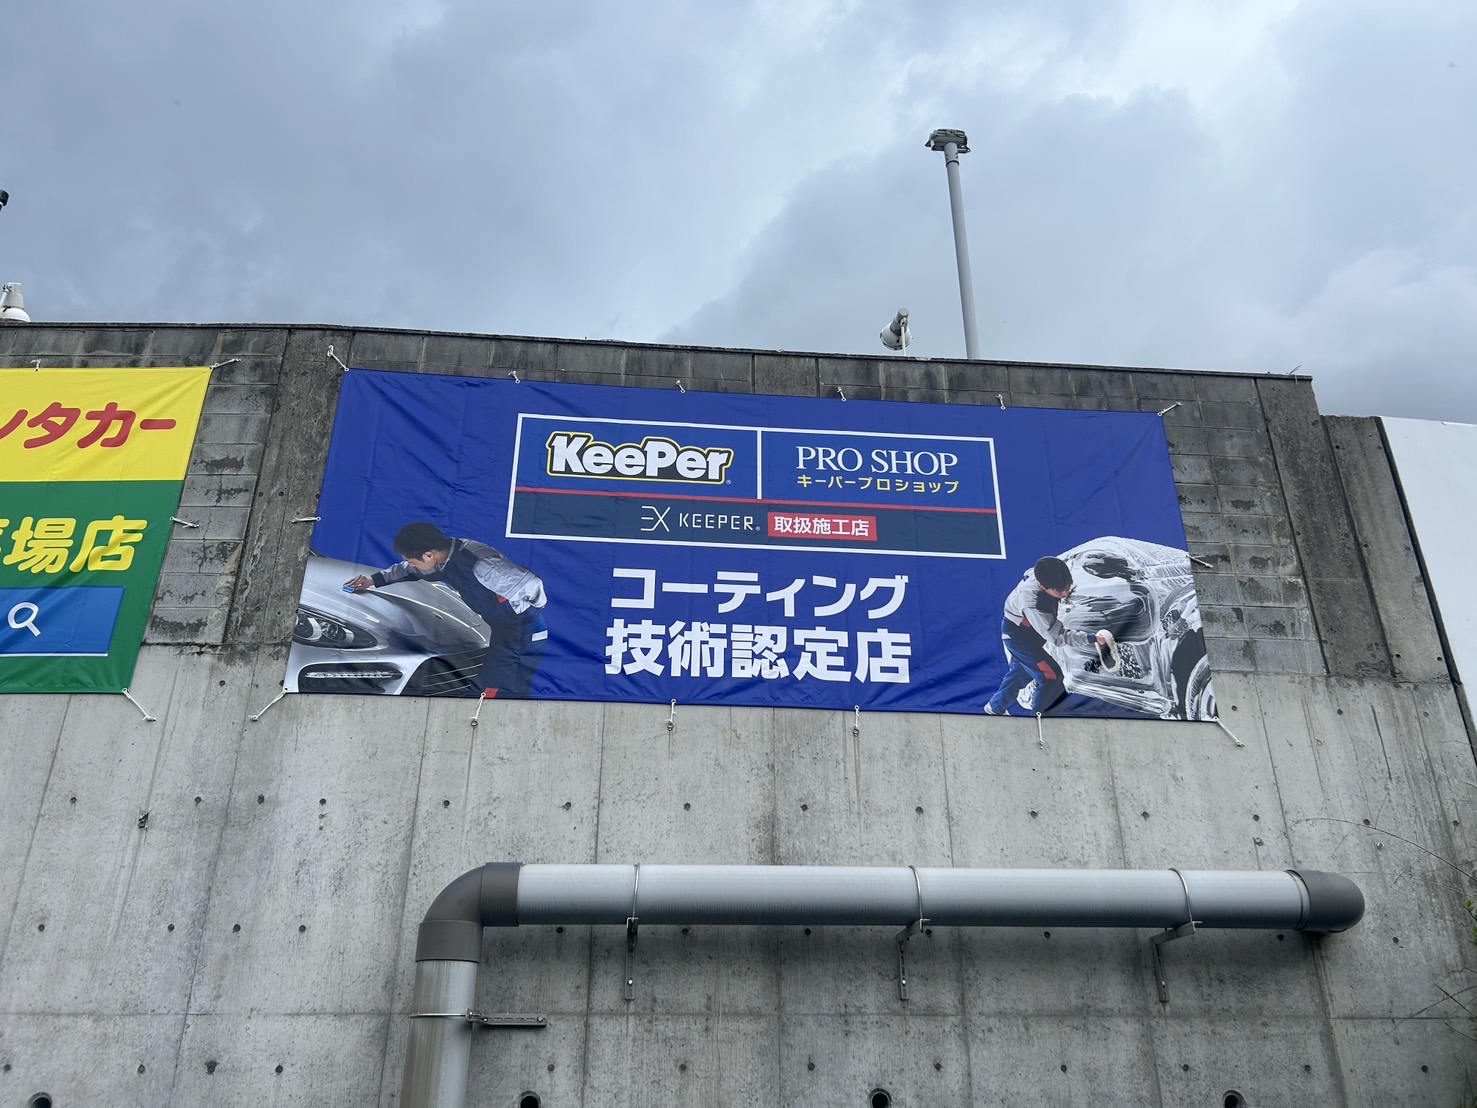 ンタカー
場店
KeePer
PRO SHOP
キーパープロショップ
EX KEEPER 取扱施工店
コーティング
技術認定店